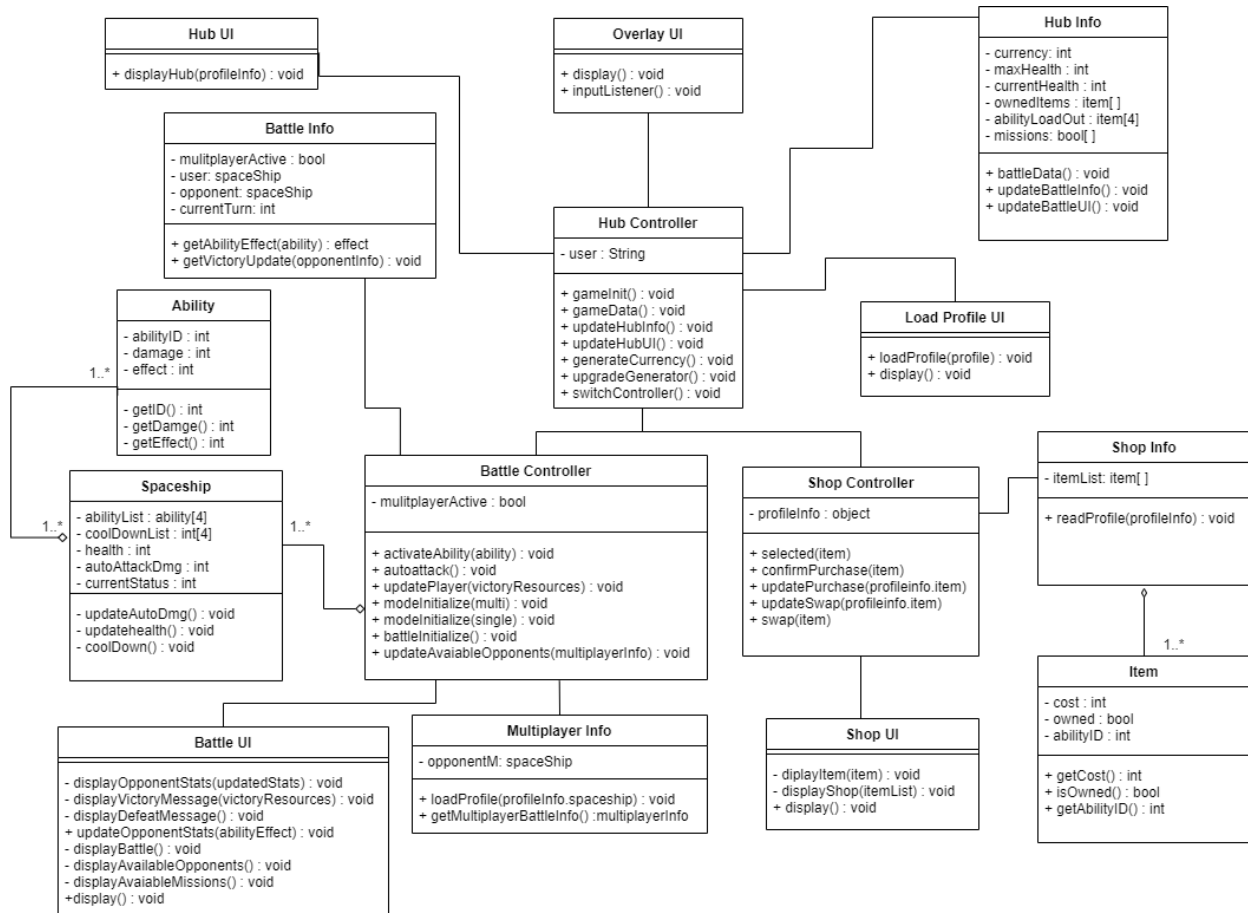 Hub UI
+ displayHub(profileInfo) : void
Overlay UI
+ display() : void
+ inputListener() : void
Hub Info
- currency: int
- maxHealth : int
- currentHealth : int
- ownedItems : item[ ]
- abilityLoadOut : item[4]
- missions: bool[ ]
+ battleData() : void
+ updateBattleInfo() : void
+ updateBattleUI() : void
Battle Info
- mulitplayerActive : bool
- user: spaceShip
- opponent: spaceShip
- currentTurn: int
+ getAbilityEffect(ability) : effect
+ getVictoryUpdate(opponentInfo) : void
Hub Controller
- user : String
+ gameInit() : void
+ gameData() : void
+ updateHubInfo() : void
+ updateHubUI() : void
+ generateCurrency() : void
+ upgradeGenerator() : void
+ switchController() : void
Load Profile UI
+ loadProfile(profile) : void
+ display() : void
Ability
- abilityID : int
- damage : int
- effect : int
- getID() : int
- getDamge() : int
- getEffect() : int
1..*
Spaceship
- abilityList : ability[4]
- coolDownList : int[4]
- health : int
- autoAttackDmg : int
- currentStatus : int
- updateAutoDmg() : void
- updatehealth() : void
- coolDown() : void
1..*
1..*
Battle Controller
- mulitplayerActive : bool
+ activateAbility(ability) : void
+ autoattack() : void
+ updatePlayer(victoryResources) : void
+ modeInitialize(multi) : void
+ modeInitialize(single) : void
+ battleInitialize() : void
+ updateAvaiableOpponents(multiplayerInfo) : void
Shop Controller
- profileInfo : object
+ selected(item)
+ confirmPurchase(item)
+ updatePurchase(profileinfo.item)
+ updateSwap(profileinfo.item)
+ swap(item)
Shop Info
- itemList: item[ ]
+ readProfile(profileInfo) : void
1..*
Item
- cost : int
- owned : bool
- abilityID : int
+ getCost() : int
+ isOwned() : bool
+ getAbilityID() : int
Battle UI
- displayOpponentStats(updatedStats) : void
- displayVictoryMessage(victoryResources) : void
- displayDefeatMessage() : void
+ updateOpponentStats(abilityEffect) : void
- displayBattle() : void
- displayAvailableOpponents() : void
- displayAvaiableMissions() : void
+display() : void
Multiplayer Info
- opponentM: spaceShip
+ loadProfile(profileInfo.spaceship) : void
+ getMultiplayerBattleInfo() :multiplayerInfo
Shop UI
- diplayItem(item) : void
- displayShop(itemList) : void
+ display() : void